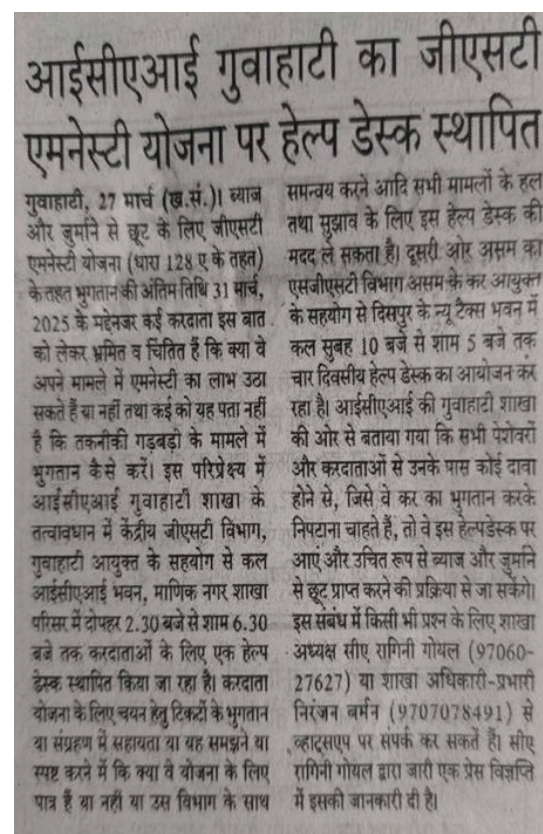 आईसीएआई गुवाहाटी का जीएसटी
एमनेस्टी योजना पर हेल्प डेस्क स्थापित
गुवाहाटी, 27 मार्च (ख.सं.)। ब्याज
और जुर्माने से छूट के लिए जीएसटी
एमनेस्टी योजना (धारा 128 ए के तहत)
के तहत भुगतान की अंतिम तिथि 31 मार्च,
2025 के मद्देनजर कई करदाता इस बात
को लेकर भ्रमित व चिंतित हैं कि क्या वे
अपने मामले में एमनेस्टी का लाभ उठा
सकते हैं या नहीं तथा कई को यह पता नहीं
है कि तकनीकी गड़बड़ी के मामले में
भुगतान कैसे करें। इस परिप्रेक्ष्य में
आईसीएआई गुवाहाटी शाखा के
तत्वावधान में केंद्रीय जीएसटी विभाग,
गुवाहाटी आयुक्त के सहयोग से कल
आईसीएआई भवन, माणिक नगर शाखा
परिसर में दोपहर 2.30 बजे से शाम 6.30
बजे तक करदाताओं के लिए एक हेल्प
डेस्क स्थापित किया जा रहा है। करदाता
योजना के लिए चयन हेतु टिकटों के भुगतान
या संग्रहण में सहायता या यह समझने या
स्पष्ट करने में कि क्या वे योजना के लिए
पात्र हैं या नहीं या उस विभाग के साथ
समन्वय करने आदि सभी मामलों के हल
तथा सुझाव के लिए इस हेल्प डेस्क की
मदद ले सकता है। दूसरी ओर असम का
एसजीएसटी विभाग असम के कर आयुक्त
के सहयोग से दिसपुर के न्यू टैक्स भवन में
कल सुबह 10 बजे से शाम 5 बजे तक
चार दिवसीय हेल्प डेस्क का आयोजन कर
रहा है। आईसीएआई की गुवाहाटी शाखा
की ओर से बताया गया कि सभी पेशेवरों
और करदाताओं से उनके पास कोई दावा
होने से, जिसे वे कर का भुगतान करके
निपटाना चाहते हैं, तो वे इस हेल्पडेस्क पर
आएं और उचित रूप से ब्याज और जुर्माने
से छूट प्राप्त करने की प्रक्रिया से जा सकेंगे।
इस संबंध में किसी भी प्रश्न के लिए शाखा
अध्यक्ष सीए रागिनी गोयल (97060-
27627) या शाखा अधिकारी-प्रभारी
निरंजन बर्मन (9707078491) से
व्हाट्सएप पर संपर्क कर सकते हैं। सीए
रागिनी गोयल द्वारा जारी एक प्रेस विज्ञप्ति
में इसकी जानकारी दी है।